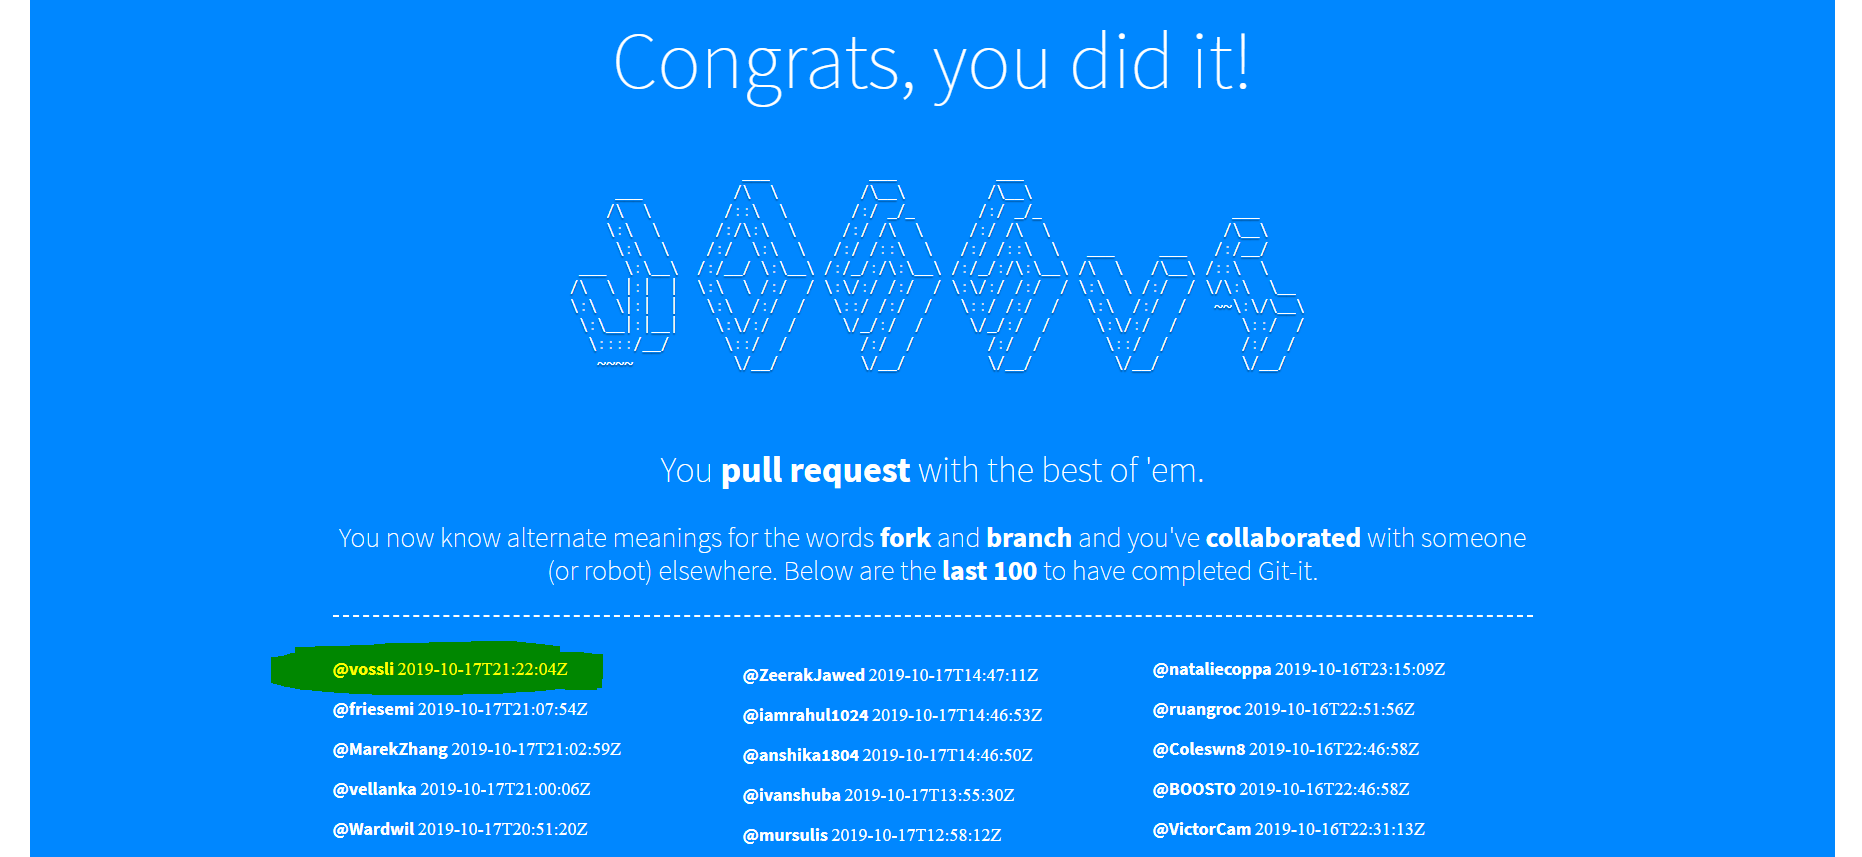 Congrats, you did it!
You pull request with the best of 'em.
You now know alternate meanings for the words fork and branch and you've collaborated with someone
(or robot) elsewhere. Below are the last 100 to have completed Git-it.
@vossli 2019-10-17T21:22:04Z
@friesemi 2019-10-17T21:07:54Z
@MarekZhang 2019-10-17T21:02:59Z
@vellanka 2019-10-17T21:00:06Z
@Wardwil 2019-10-17T20:51:20Z
@ZeerakJawed 2019-10-17T14:47:11Z
@iamrahul1024 2019-10-17T14:46:53Z
@anshika1804 2019-10-17T14:46:50Z
@ivanshuba 2019-10-17T13:55:30Z
@mursulis 2019-10-17T12:58:12Z
@nataliecoppa 2019-10-16T23:15:09Z
@ruangroc 2019-10-16T22:51:56Z
@Coleswn8 2019-10-16T22:46:58Z
@BOOSTO 2019-10-16T22:46:58Z
@VictorCam 2019-10-16T22:31:13Z